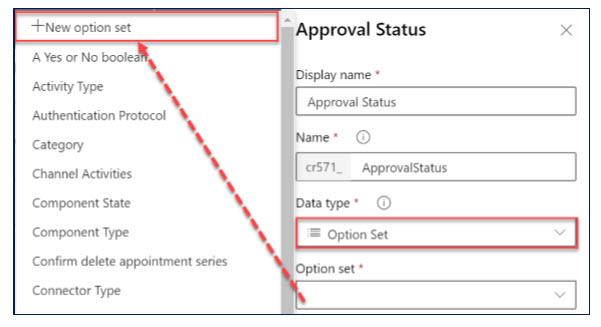 +New option set
A Yes or No boolean
Activity Type
Authentication Protocol
Category
Channel Activities
Component State
Component Type
Confirm delete appointment series
Connector Type
Approval Status
Display name *
Approval Status
Name *
cr571_ ApprovalStatus
Data type *
Option Set
Option set *